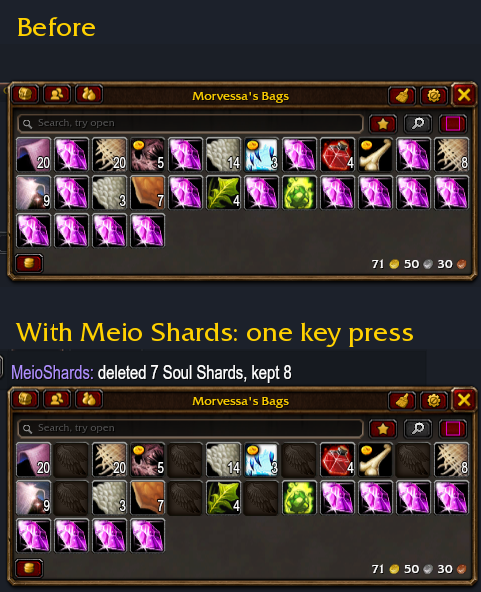 Before
Morvessa's Bags
Search, try open
20 20 5 14 3 4 8
9 3 7 4
71 50 30
With Meio Shards: one key press
MeioShards: deleted 7 Soul Shards, kept 8
Morvessa's Bags
Search, try open
20 20 5 14 3 4 8
9 3 7 4
71 50 30